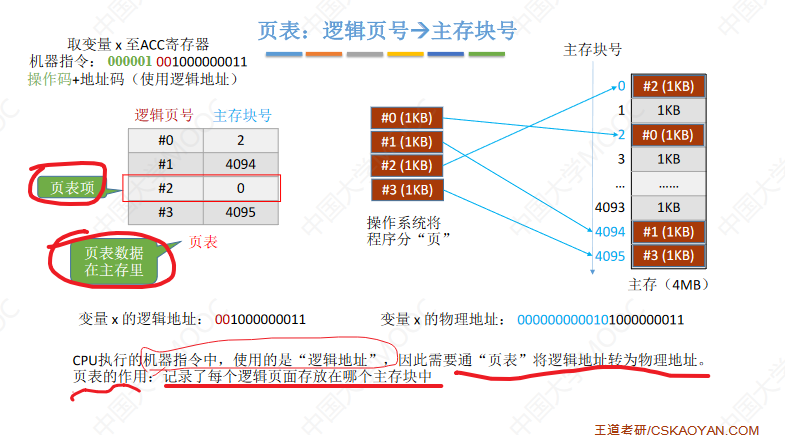 页表：逻辑页号→主存块号
取变量 x 至ACC寄存器
机器指令：000001 001000000011
操作码+地址码（使用逻辑地址）
逻辑页号 主存块号
#0 2
#1 4094
#2 0
#3 4095
页表项
页表
页表数据
在主存里
#0 (1KB)
#1 (1KB)
#2 (1KB)
#3 (1KB)
操作系统将
程序分“页”
主存块号
0 #2 (1KB)
1 1KB
2 #0 (1KB)
3 1KB
... ......
4093 1KB
4094 #1 (1KB)
4095 #3 (1KB)
主存（4MB）
变量 x 的逻辑地址：001000000011
变量 x 的物理地址：0000000000101000000011
CPU执行的机器指令中，使用的是“逻辑地址”，因此需要通“页表”将逻辑地址转为物理地址。
页表的作用：记录了每个逻辑页面存放在哪个主存块中
王道考研/CSKAOYAN.COM
中国大学MOOC